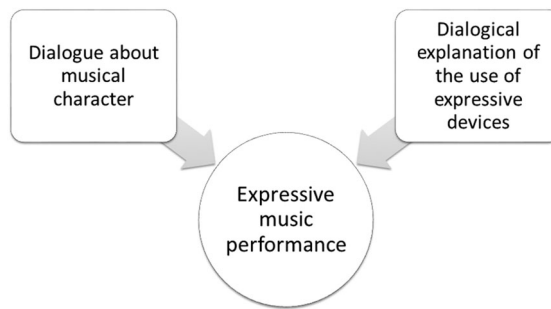 Dialogue about
musical
character
Dialogical
explanation of
the use of
expressive
devices
Expressive
music
performance